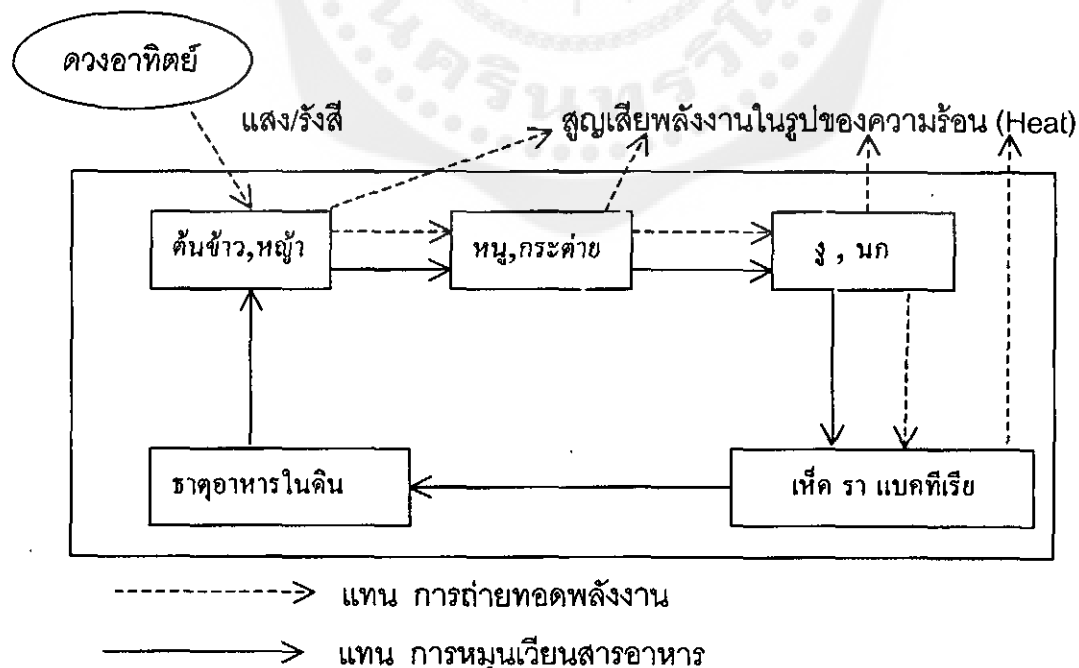 ดวงอาทิตย์
แสง/รังสี
สูญเสียพลังงานในรูปของความร้อน (Heat)
ต้นข้าว,หญ้า
หนู,กระต่าย
งู , นก
ธาตุอาหารในดิน
เห็ด รา แบคทีเรีย
แทน การถ่ายทอดพลังงาน
แทน การหมุนเวียนสารอาหาร